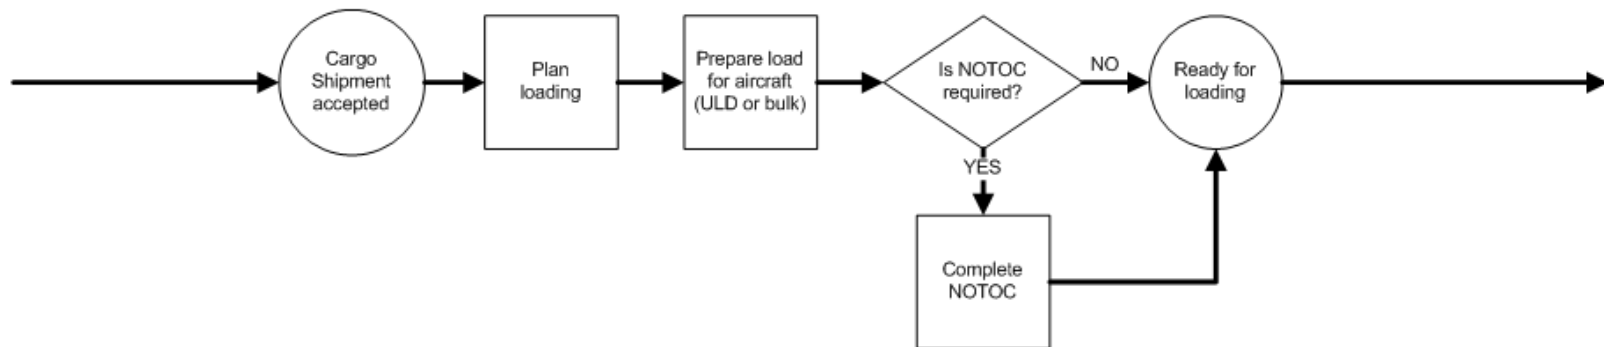 Cargo
Shipment
accepted
Plan
loading
Prepare load
for aircraft
(ULD or bulk)
Is NOTOC
required?
NO
Ready for
loading
YES
Complete
NOTOC